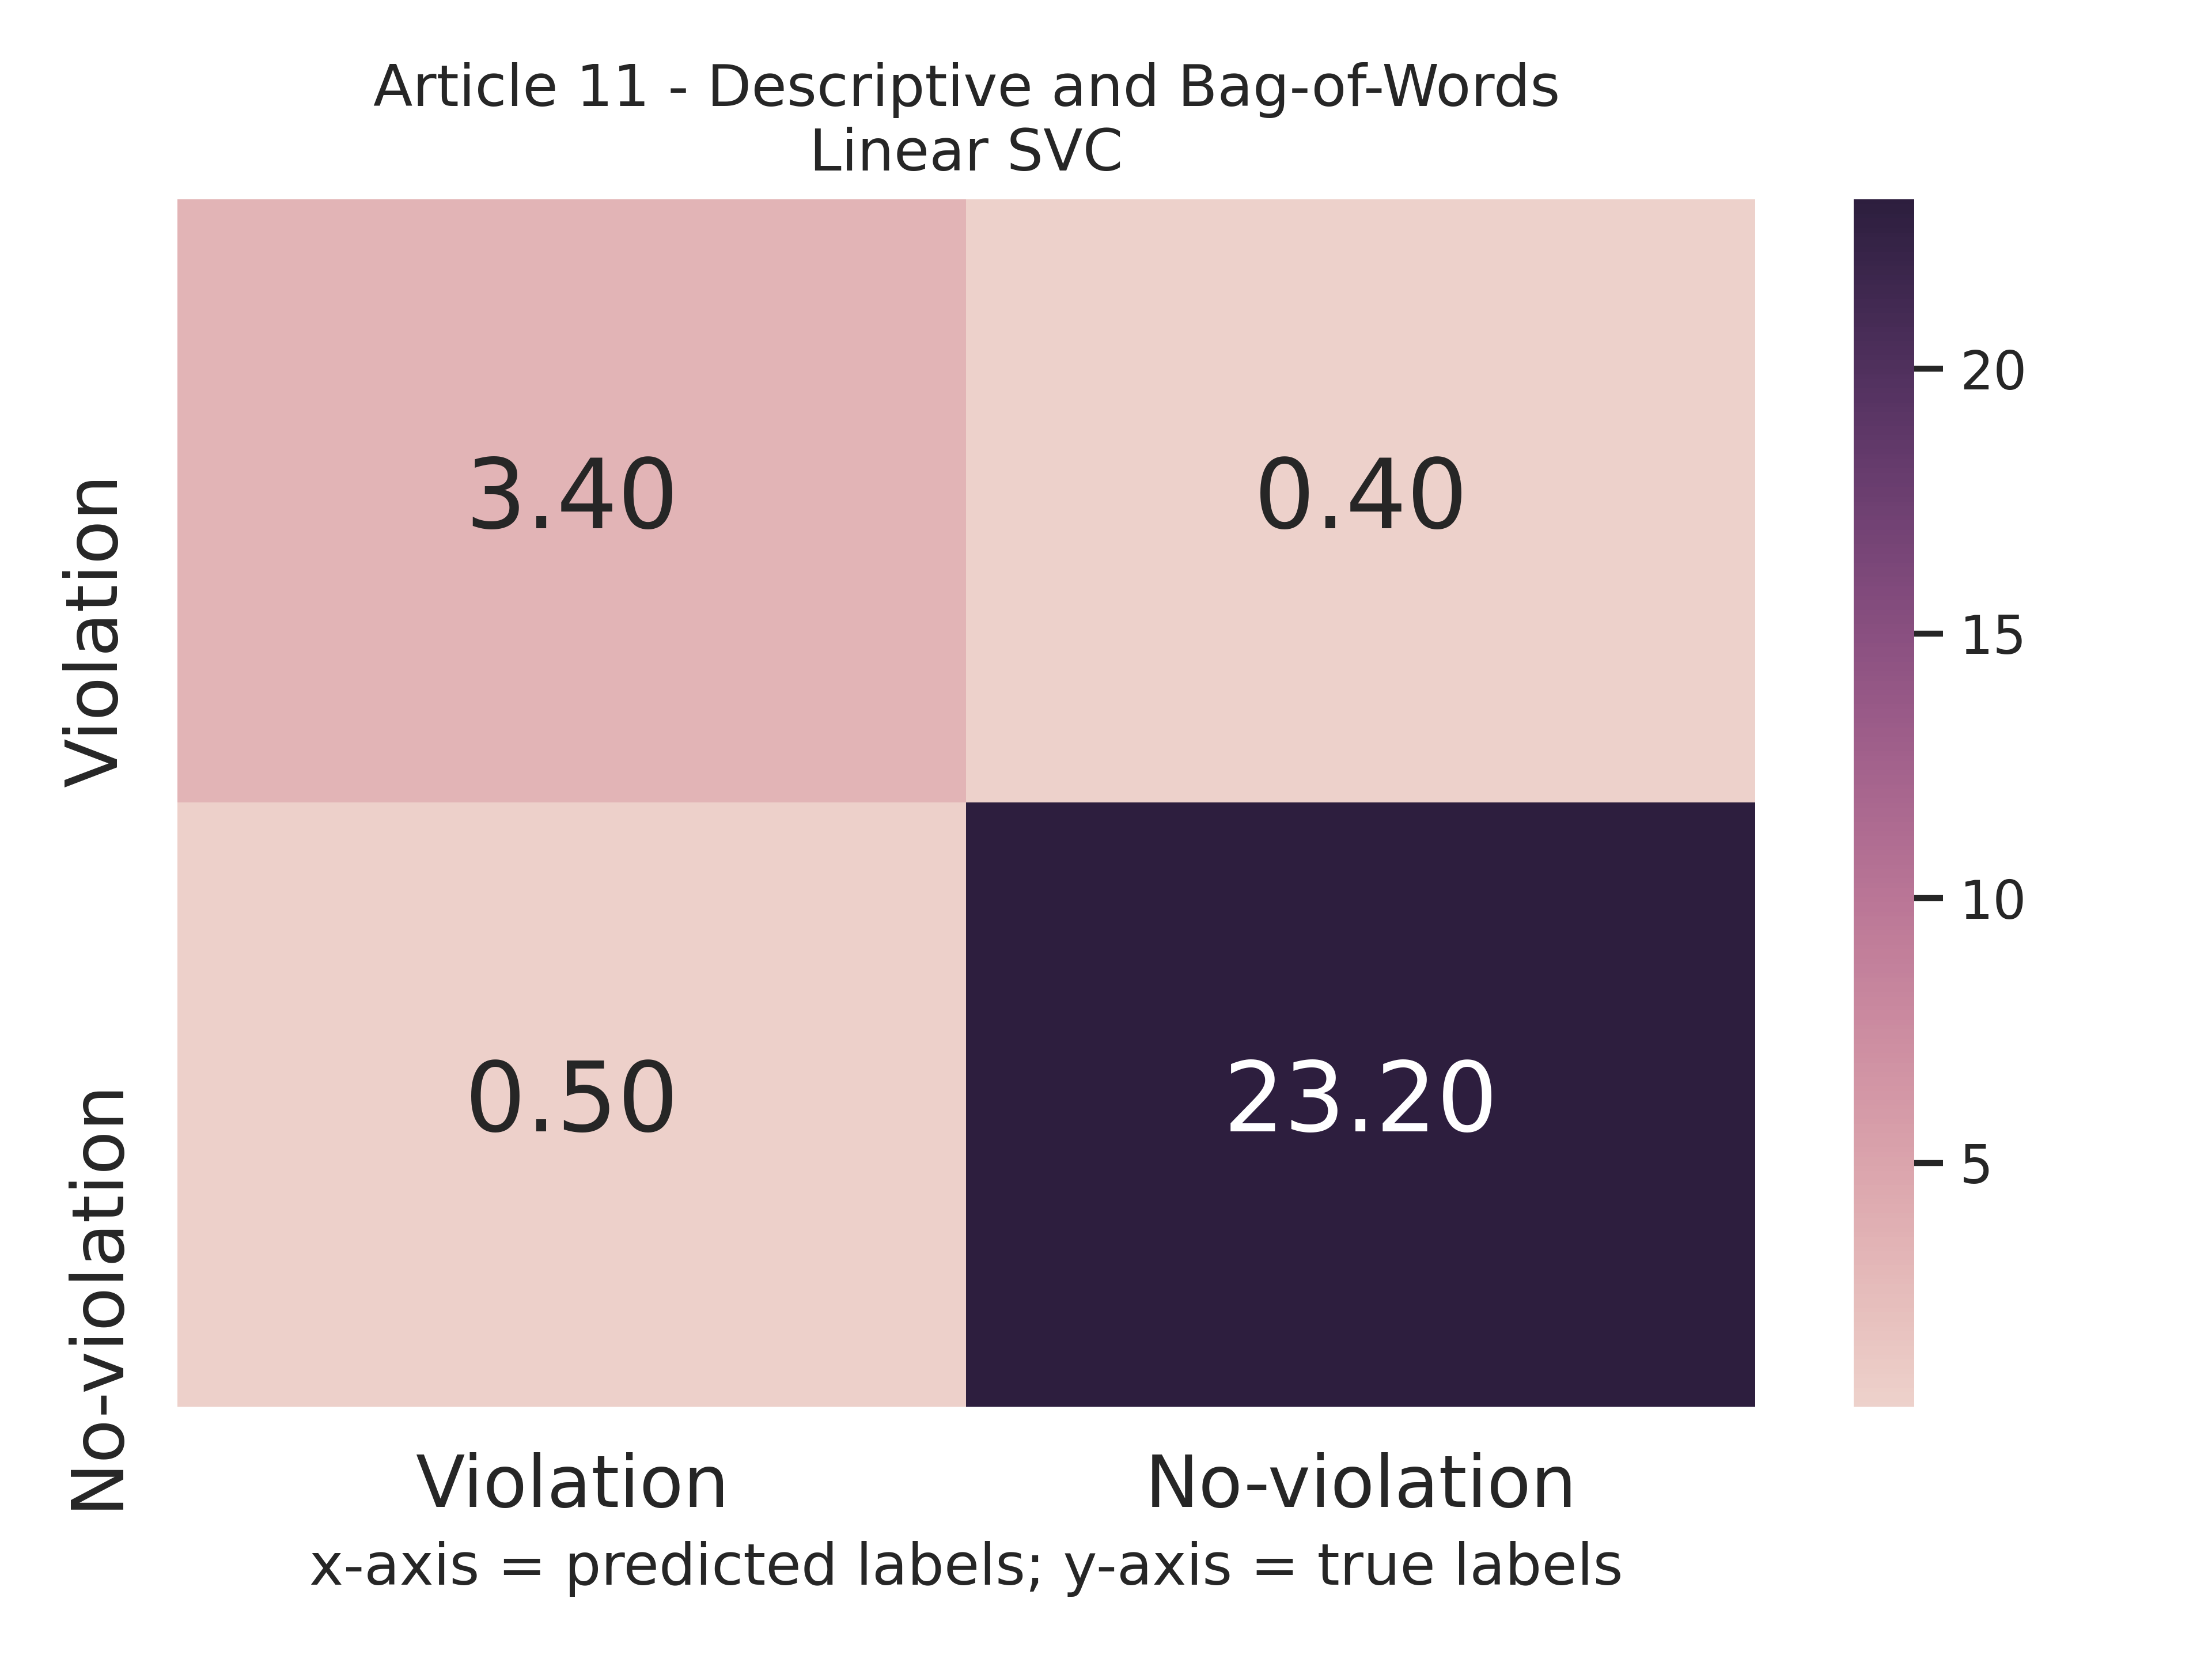 Article 11 - Descriptive and Bag-of-Words
Linear SVC
Violation
3.40
0.40
20
15
10
5
No-violation
0.50
23.20
Violation
No-violation
x-axis = predicted labels; y-axis = true labels